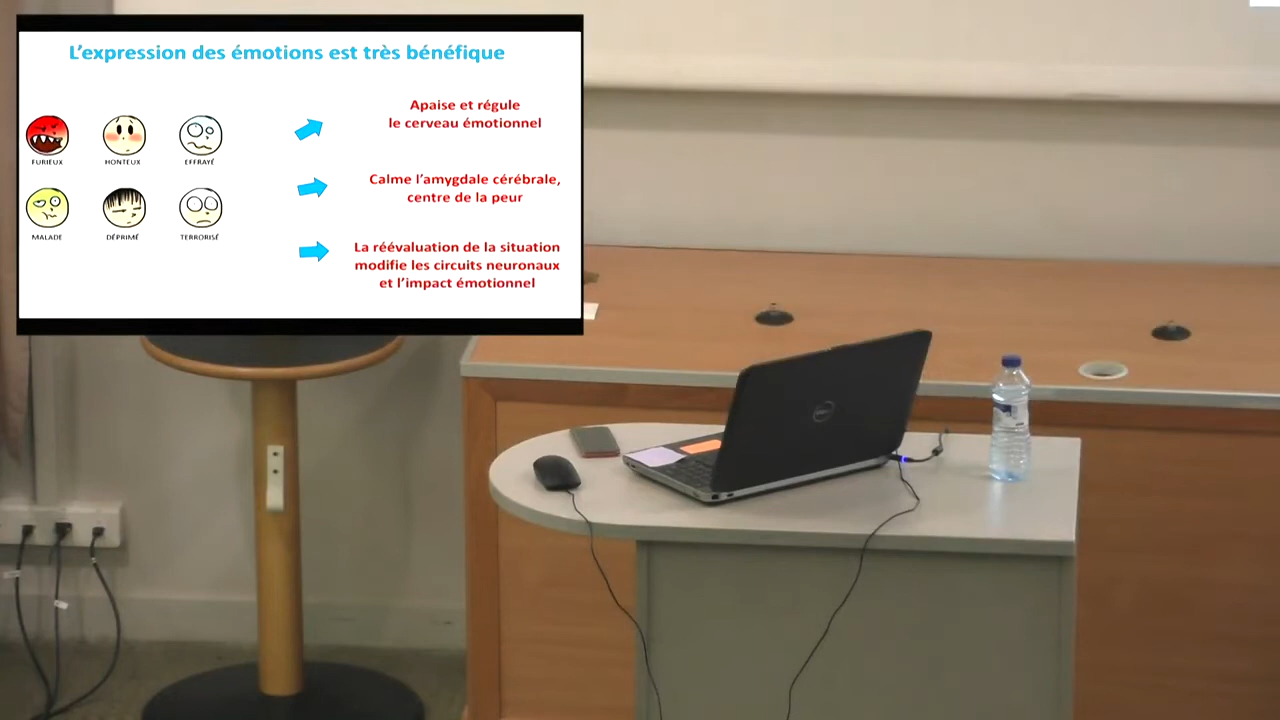 L'expression des émotions est très bénéfique
FURIEUX
HONTEUX
EFFRAYÉ
MALADE
DÉPRIMÉ
TERRORISÉ
Apaise et régule
le cerveau émotionnel
Calme l'amygdale cérébrale,
centre de la peur
La réévaluation de la situation
modifie les circuits neuronaux
et l'impact émotionnel
DELL